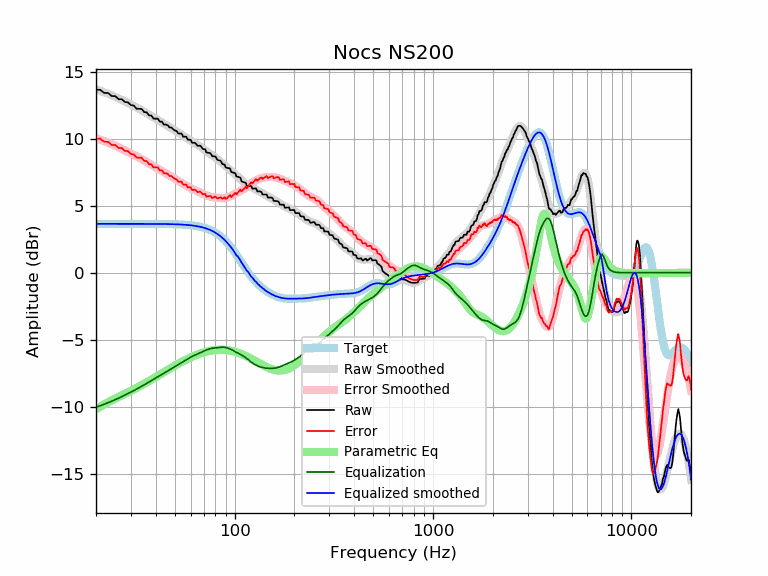 Nocs NS200
15
10
5
0
−5
−10
−15
Amplitude (dBr)
Target
Raw Smoothed
Error Smoothed
Raw
Error
Parametric Eq
Equalization
Equalized smoothed
100
1000
10000
Frequency (Hz)